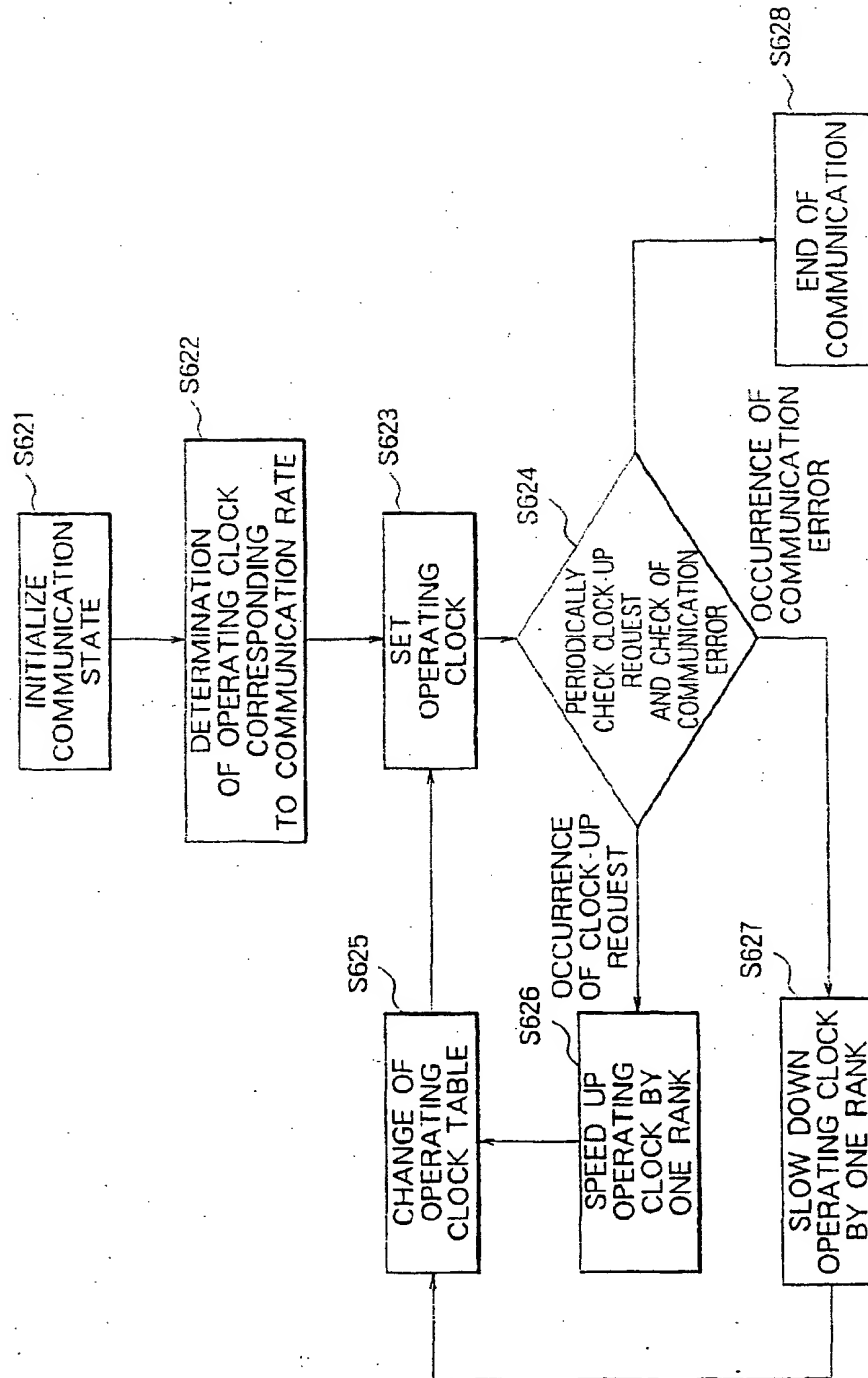 S621
INITIALIZE
COMMUNICATION
STATE
S622
DETERMINATION
OF OPERATING CLOCK
CORRESPONDING
TO COMMUNICATION RATE
S623
SET
OPERATING
CLOCK
S624
PERIODICALLY
CHECK CLOCK-UP
REQUEST
AND CHECK OF
COMMUNICATION
ERROR
S625
CHANGE OF
OPERATING
CLOCK TABLE
OCCURRENCE
OF CLOCK-UP
REQUEST
S626
SPEED UP
OPERATING
CLOCK BY
ONE RANK
OCCURRENCE OF
COMMUNICATION
ERROR
S627
SLOW DOWN
OPERATING CLOCK
BY ONE RANK
S628
END OF
COMMUNICATION